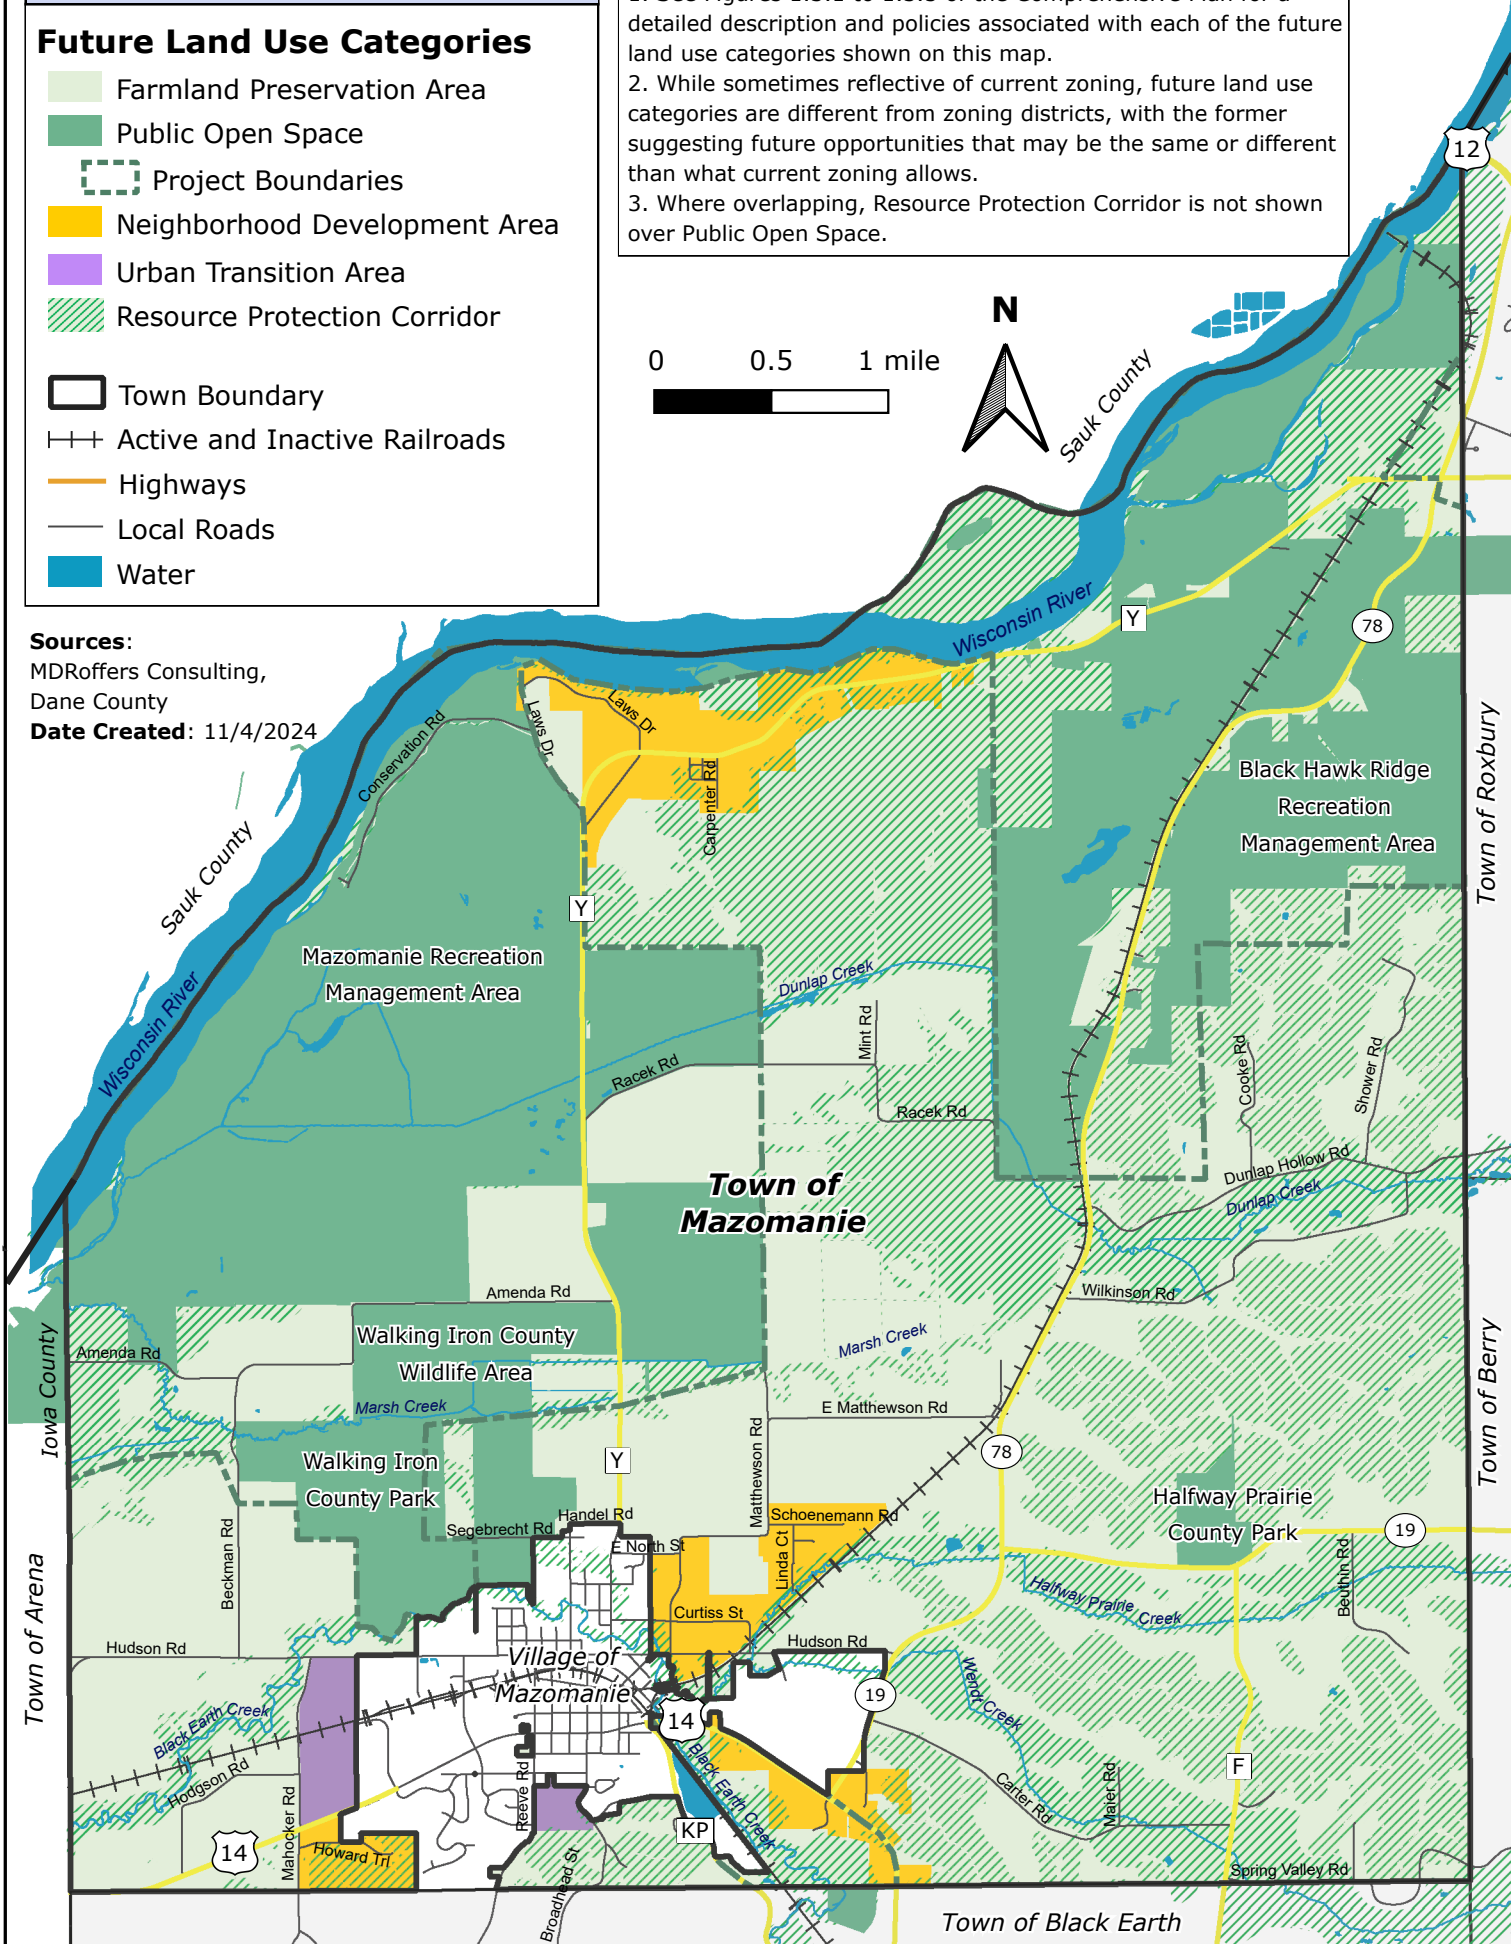 Future Land Use Categories
Farmland Preservation Area
Public Open Space
Project Boundaries
Neighborhood Development Area
Urban Transition Area
Resource Protection Corridor
Town Boundary
Active and Inactive Railroads
Highways
Local Roads
Water
detailed description and policies associated with each of the future
land use categories shown on this map.
2. While sometimes reflective of current zoning, future land use
categories are different from zoning districts, with the former
suggesting future opportunities that may be the same or different
than what current zoning allows.
3. Where overlapping, Resource Protection Corridor is not shown
over Public Open Space.
12
N
0 0.5 1 mile
Sauk County
Sources:
MDRoffers Consulting,
Dane County
Date Created: 11/4/2024
Wisconsin River
Y
78
Conservation Rd
Laws Dr
Laws Dr
Carpenter Rd
Black Hawk Ridge
Recreation
Management Area
Town of Roxbury
Sauk County
Y
Mazomanie Recreation
Management Area
Wisconsin River
Dunlap Creek
Mint Rd
Racek Rd
Racek Rd
Cooke Rd
Shower Rd
Dunlap Hollow Rd
Dunlap Creek
Town of
Mazomanie
Amenda Rd
Wilkinson Rd
Walking Iron County
Wildlife Area
Amenda Rd
Marsh Creek
Marsh Creek
Iowa County
Town of Berry
E Matthewson Rd
Matthewson Rd
78
Walking Iron
County Park
Y
Halfway Prairie
County Park
Handel Rd
Segebrecht Rd
Schoenemann Rd
19
E North St
Linda Ct
Beckman Rd
Beuthin Rd
Town of Arena
Halfway Prairie
Creek
Curtiss St
Hudson Rd
Hudson Rd
Village of
Mazomanie
Wendt Creek
Black Earth Creek
19
14
Black Earth Creek
Hodgson Rd
Mahocker Rd
Reeve Rd
Carter Rd
Maier Rd
F
KP
14
Howard Trl
Broadhead St
Spring Valley Rd
Town of Black Earth